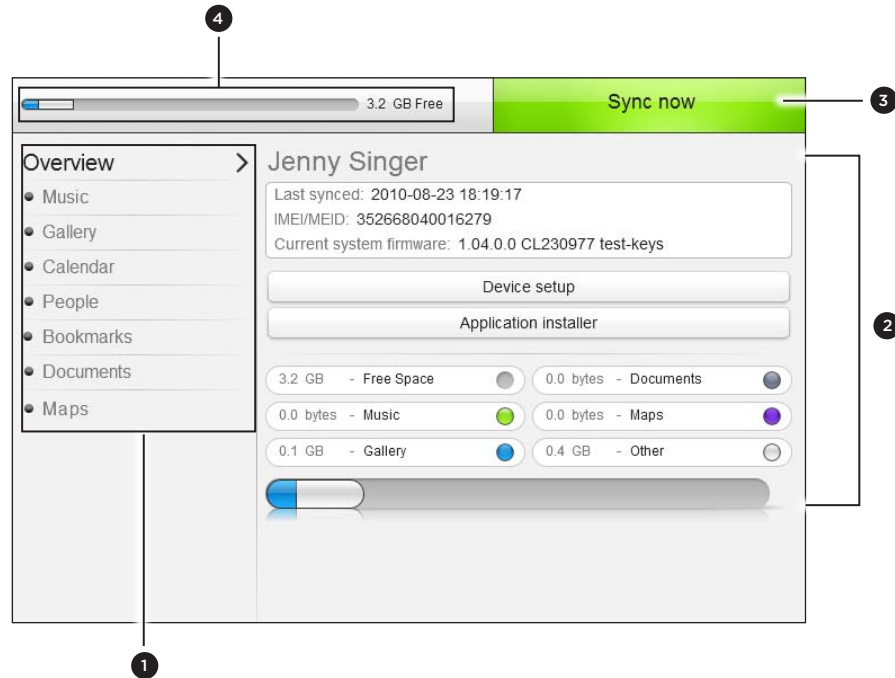 4
3.2 GB Free
Sync now
3
Overview
Music
Gallery
Calendar
People
Bookmarks
Documents
Maps
Jenny Singer
Last synced: 2010-08-23 18:19:17
IMEI/MEID: 352668040016279
Current system firmware: 1.04.0.0 CL230977 test-keys
Device setup
Application installer
2
3.2 GB - Free Space
0.0 bytes - Documents
0.0 bytes - Music
0.0 bytes - Maps
0.1 GB - Gallery
0.4 GB - Other
1